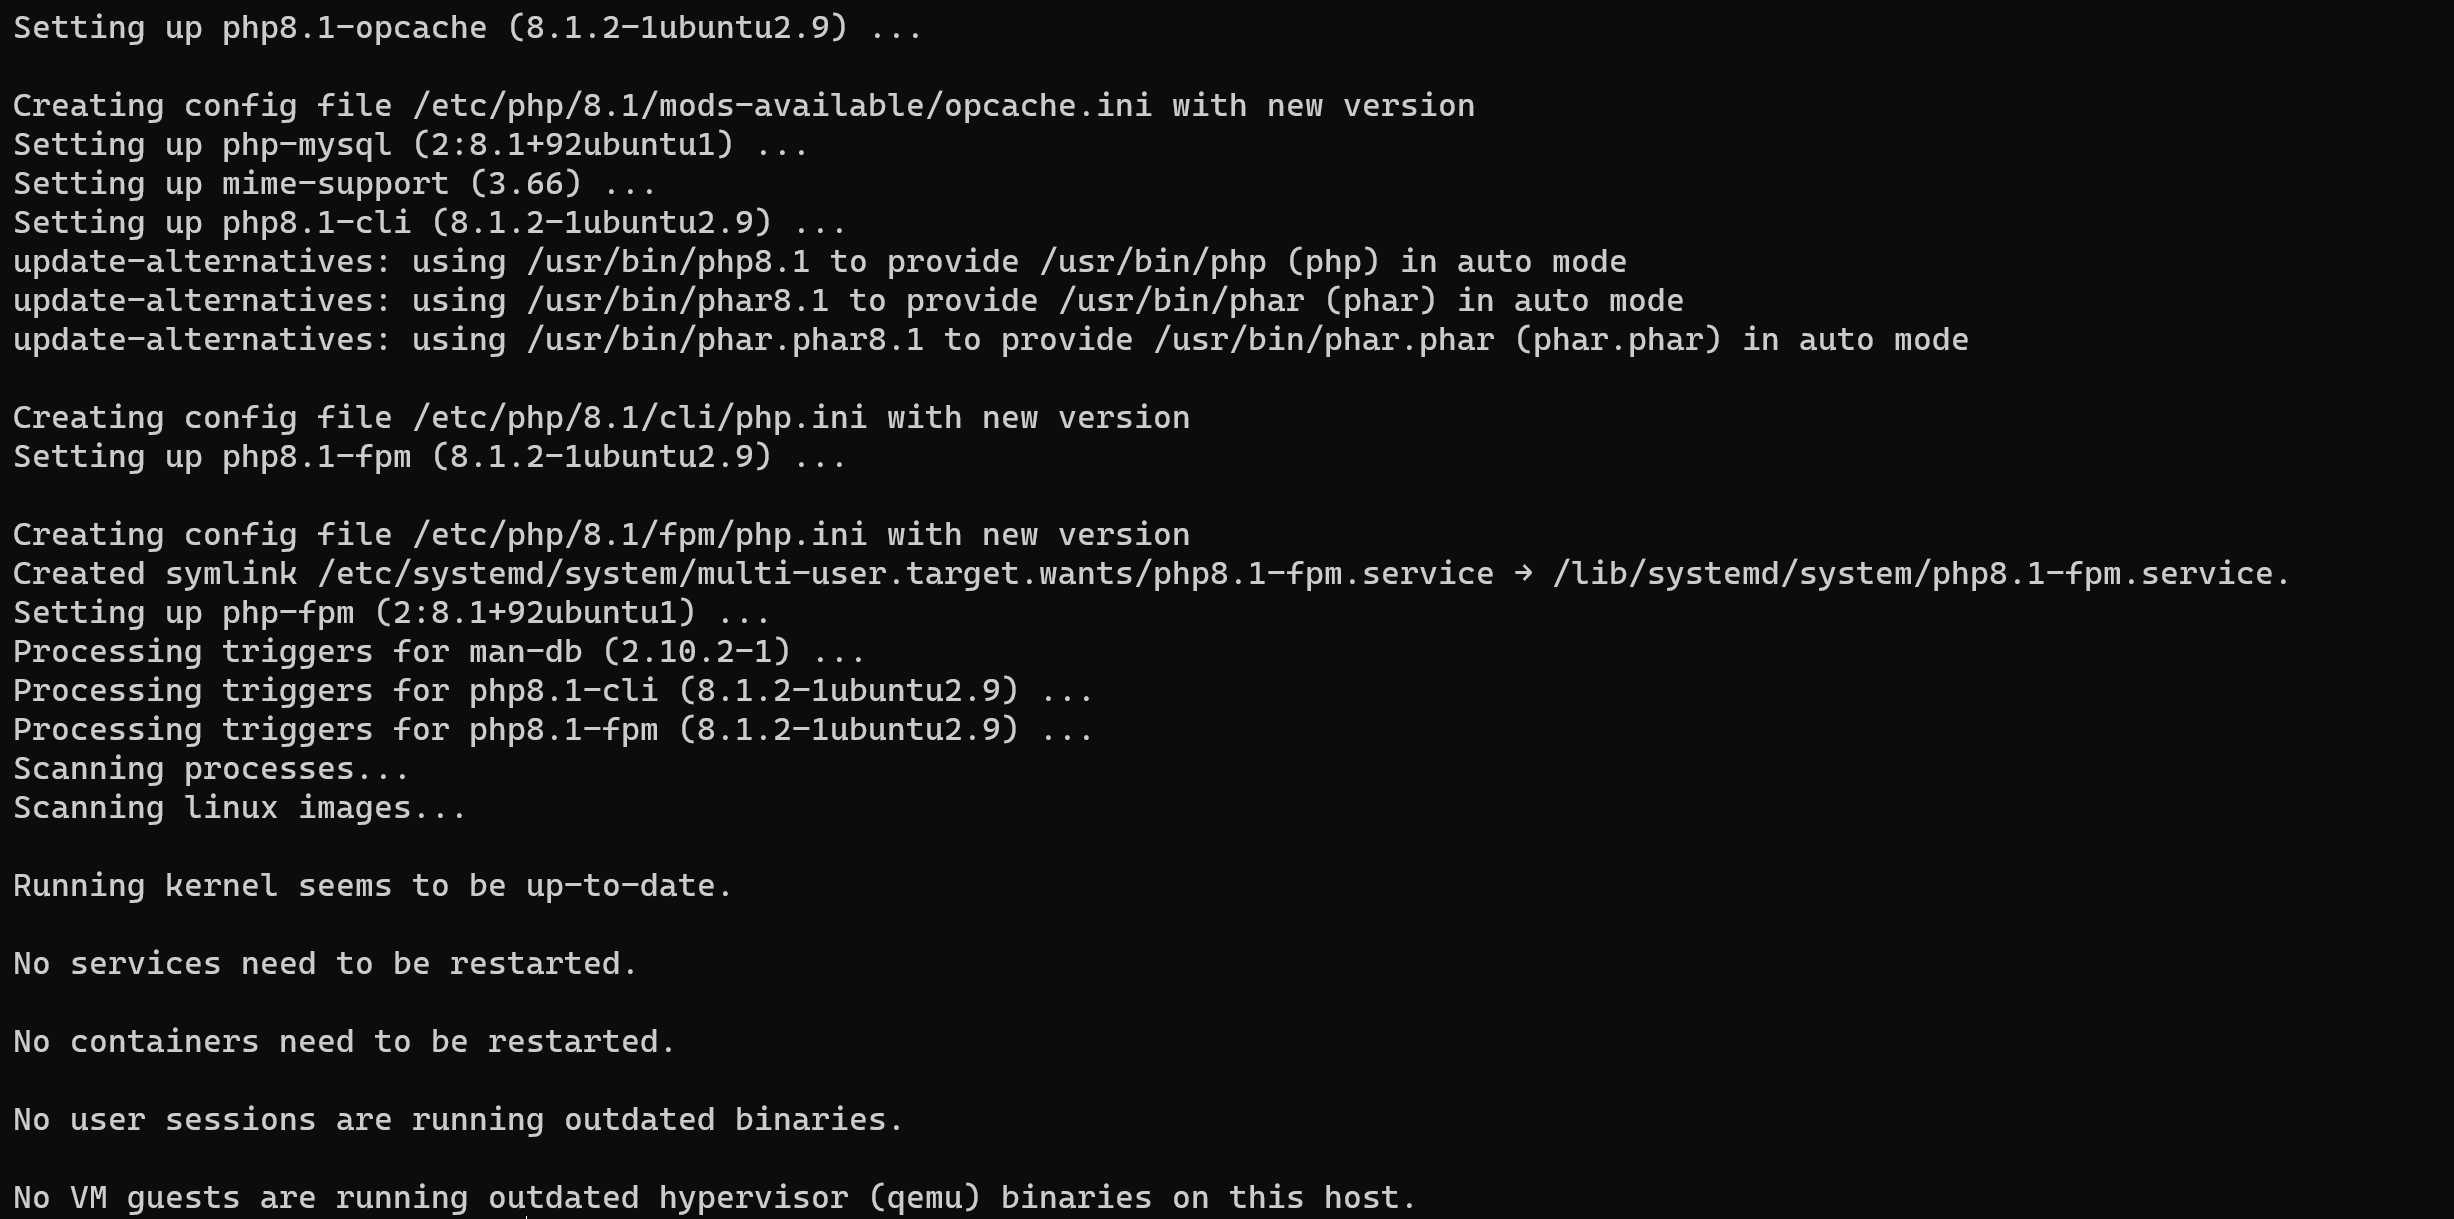 Setting up php8.1-opcache (8.1.2-1ubuntu2.9) ...
Creating config file /etc/php/8.1/mods-available/opcache.ini with new version
Setting up php-mysql (2:8.1+92ubuntu1) ...
Setting up mime-support (3.66) ...
Setting up php8.1-cli (8.1.2-1ubuntu2.9) ...
update-alternatives: using /usr/bin/php8.1 to provide /usr/bin/php (php) in auto mode
update-alternatives: using /usr/bin/phar8.1 to provide /usr/bin/phar (phar) in auto mode
update-alternatives: using /usr/bin/phar.phar8.1 to provide /usr/bin/phar.phar (phar.phar) in auto mode
Creating config file /etc/php/8.1/cli/php.ini with new version
Setting up php8.1-fpm (8.1.2-1ubuntu2.9) ...
Creating config file /etc/php/8.1/fpm/php.ini with new version
Created symlink /etc/systemd/system/multi-user.target.wants/php8.1-fpm.service → /lib/systemd/system/php8.1-fpm.service.
Setting up php-fpm (2:8.1+92ubuntu1) ...
Processing triggers for man-db (2.10.2-1) ...
Processing triggers for php8.1-cli (8.1.2-1ubuntu2.9) ...
Processing triggers for php8.1-fpm (8.1.2-1ubuntu2.9) ...
Scanning processes...
Scanning linux images...
Running kernel seems to be up-to-date.
No services need to be restarted.
No containers need to be restarted.
No user sessions are running outdated binaries.
No VM guests are running outdated hypervisor (qemu) binaries on this host.